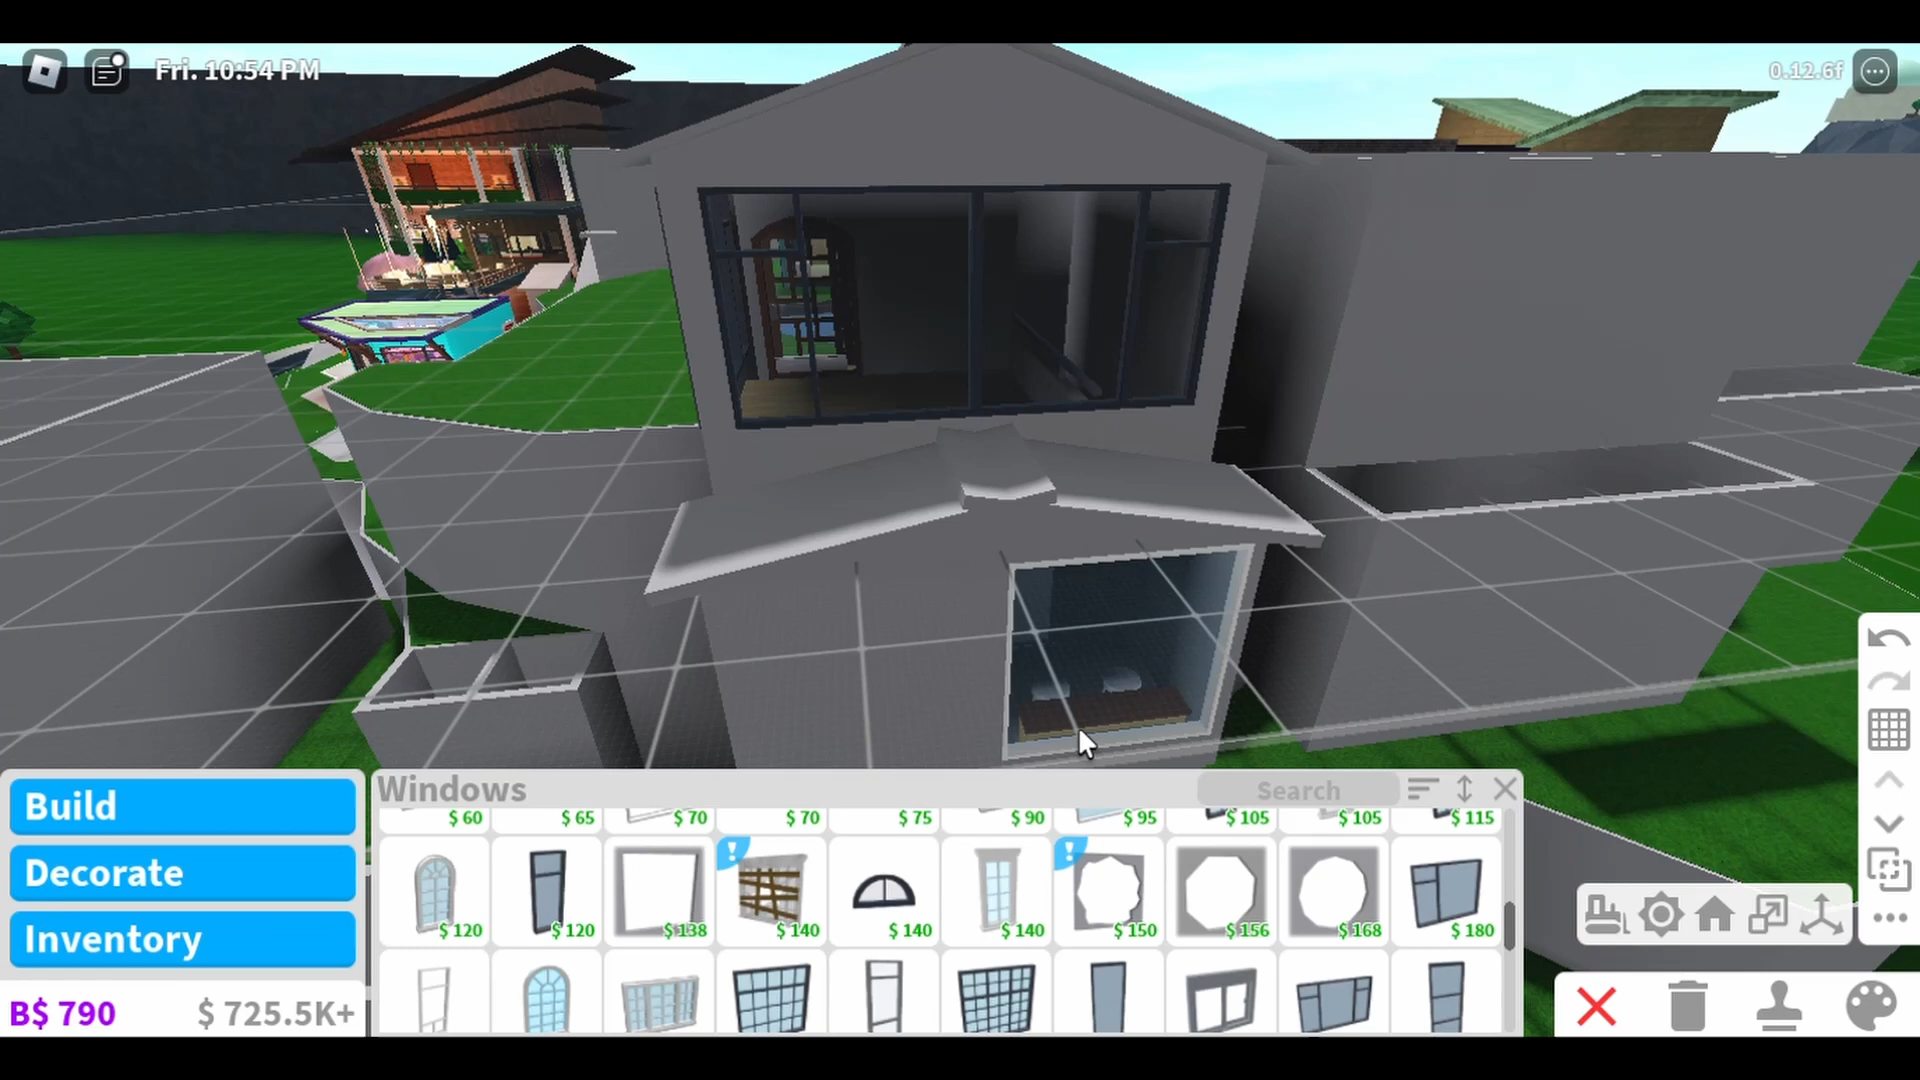 Fri. 10:54 PM
0.12.6f
Build
Decorate
Inventory
B$ 790
$ 725.5K+
Windows
Search
$ 60
$ 65
$ 70
$ 70
$ 75
$ 90
$ 95
$ 105
$ 105
$ 115
$ 120
$ 120
$ 138
$ 140
$ 140
$ 140
$ 150
$ 156
$ 168
$ 180